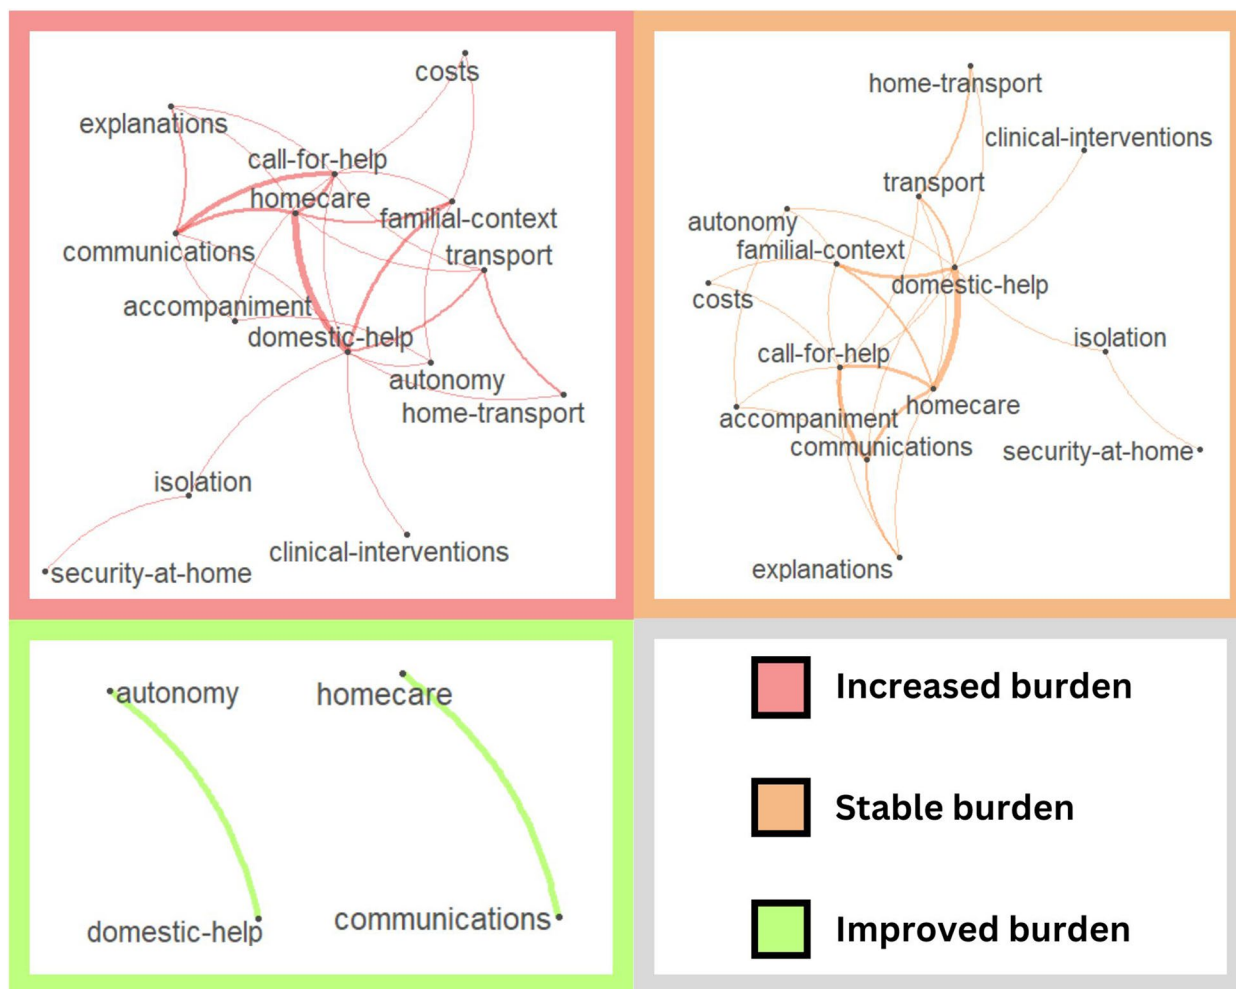 costs
explanations
call-for-help
homecare
familial-context
communications
transport
accompaniment
domestic-help
autonomy
home-transport
isolation
clinical-interventions
security-at-home
home-transport
clinical-interventions
transport
autonomy
familial-context
domestic-help
costs
isolation
call-for-help
homecare
accompaniment
communications
security-at-home
explanations
autonomy
homecare
domestic-help
communications
Increased burden
Stable burden
Improved burden